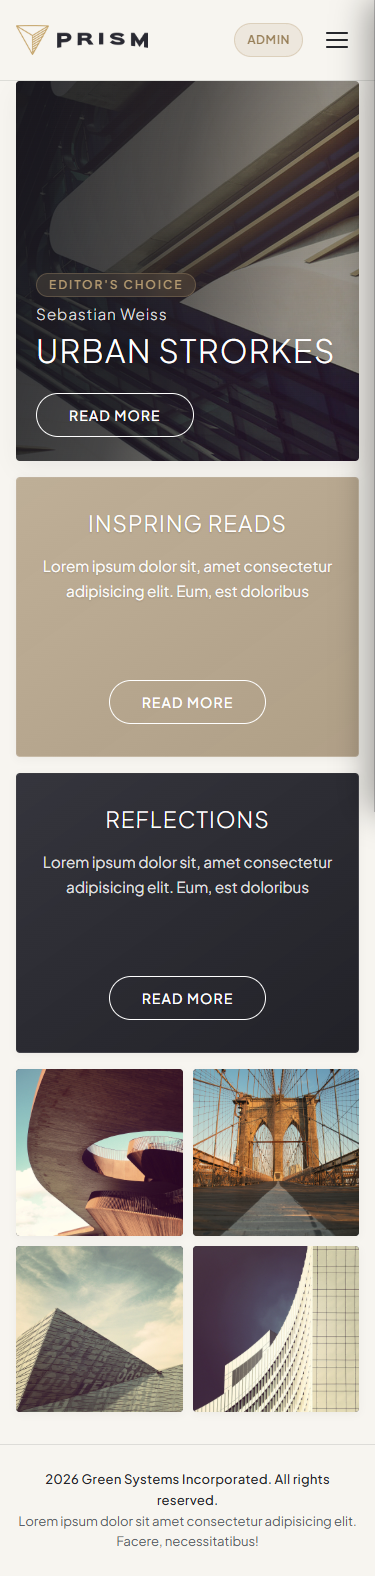 PRISM
ADMIN
EDITOR'S CHOICE
Sebastian Weiss
URBAN STRORKES
READ MORE
INSPRING READS
Lorem ipsum dolor sit, amet consectetur
adipisicing elit. Eum, est doloribus
READ MORE
REFLECTIONS
Lorem ipsum dolor sit, amet consectetur
adipisicing elit. Eum, est doloribus
READ MORE
2026 Green Systems Incorporated. All rights
reserved.
Lorem ipsum dolor sit amet consectetur adipisicing elit.
Facere, necessitatibus!